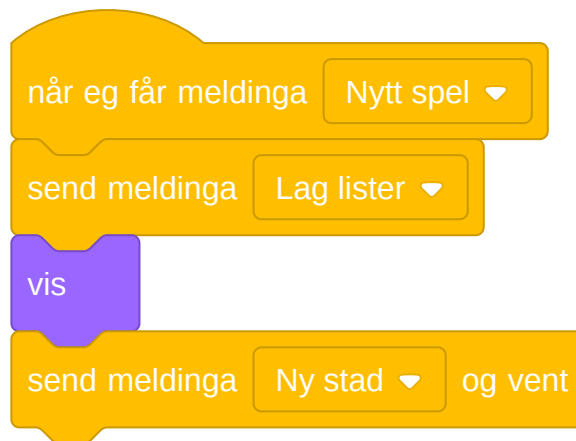 når eg får meldinga Nytt spel
send meldinga Lag lister
vis
send meldinga Ny stad og vent